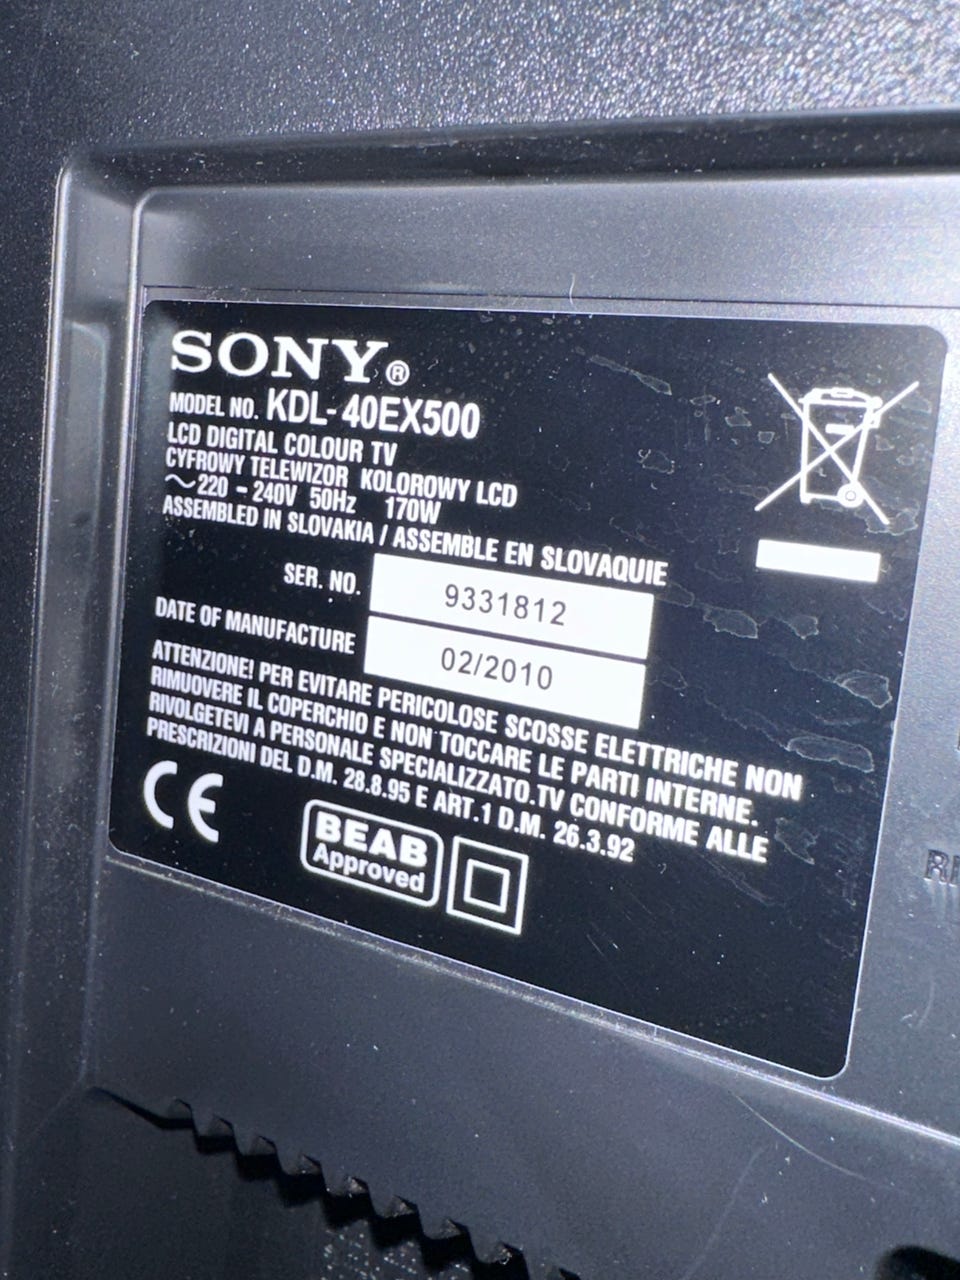 SONY®
MODEL NO. KDL-40EX500
LCD DIGITAL COLOUR TV
CYFROWY TELEWIZOR KOLOROWY LCD
～220 - 240V 50Hz 170W
ASSEMBLED IN SLOVAKIA / ASSEMBLE EN SLOVAQUIE
SER. NO. 9331812
DATE OF MANUFACTURE 02/2010
ATTENZIONE! PER EVITARE PERICOLOSE SCOSSE ELETTRICHE NON
RIMUOVERE IL COPERCHIO E NON TOCCARE LE PARTI INTERNE.
RIVOLGETEVI A PERSONALE SPECIALIZZATO.TV CONFORME ALLE
PRESCRIZIONI DEL D.M. 28.8.95 E ART.1 D.M. 26.3.92
CE
BEAB
Approved